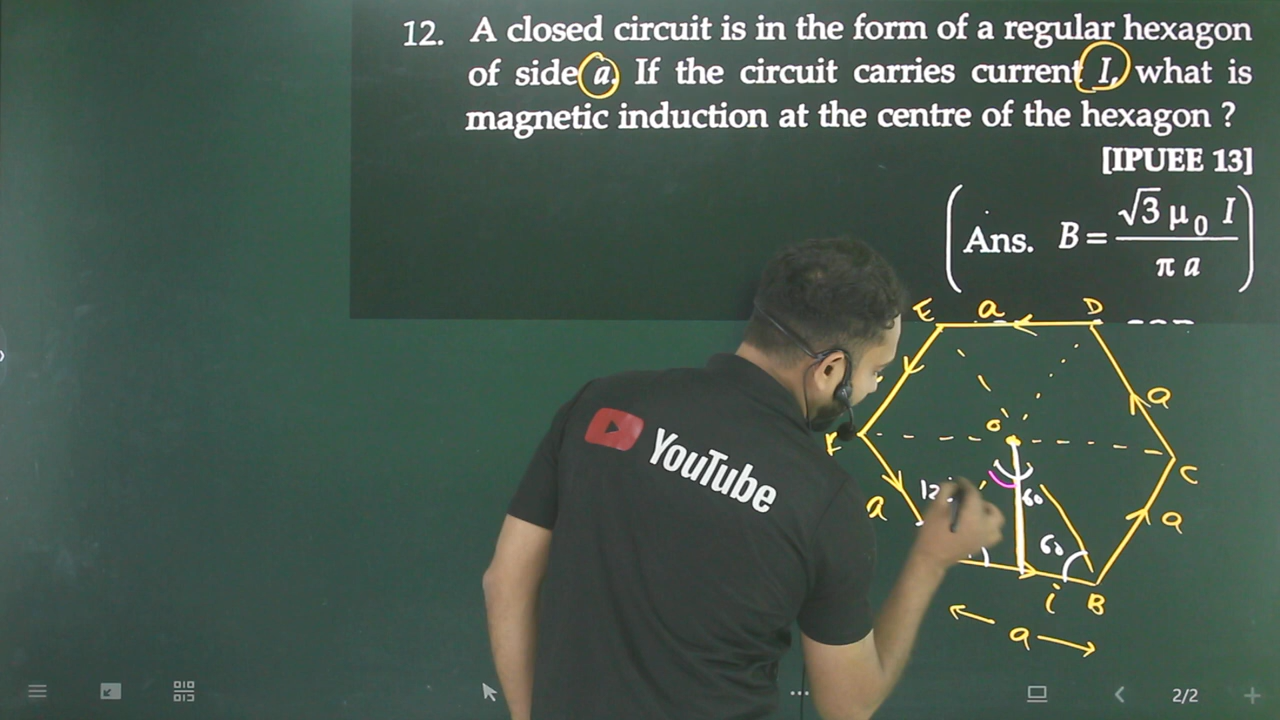 12. A closed circuit is in the form of a regular hexagon
of side a. If the circuit carries current I, what is
magnetic induction at the centre of the hexagon ?
[IPUEE 13]
(Ans. B = √3 μ0 I / π a)
E a D
a
O
C
a a
60
60
i B
a
YouTube
2/2